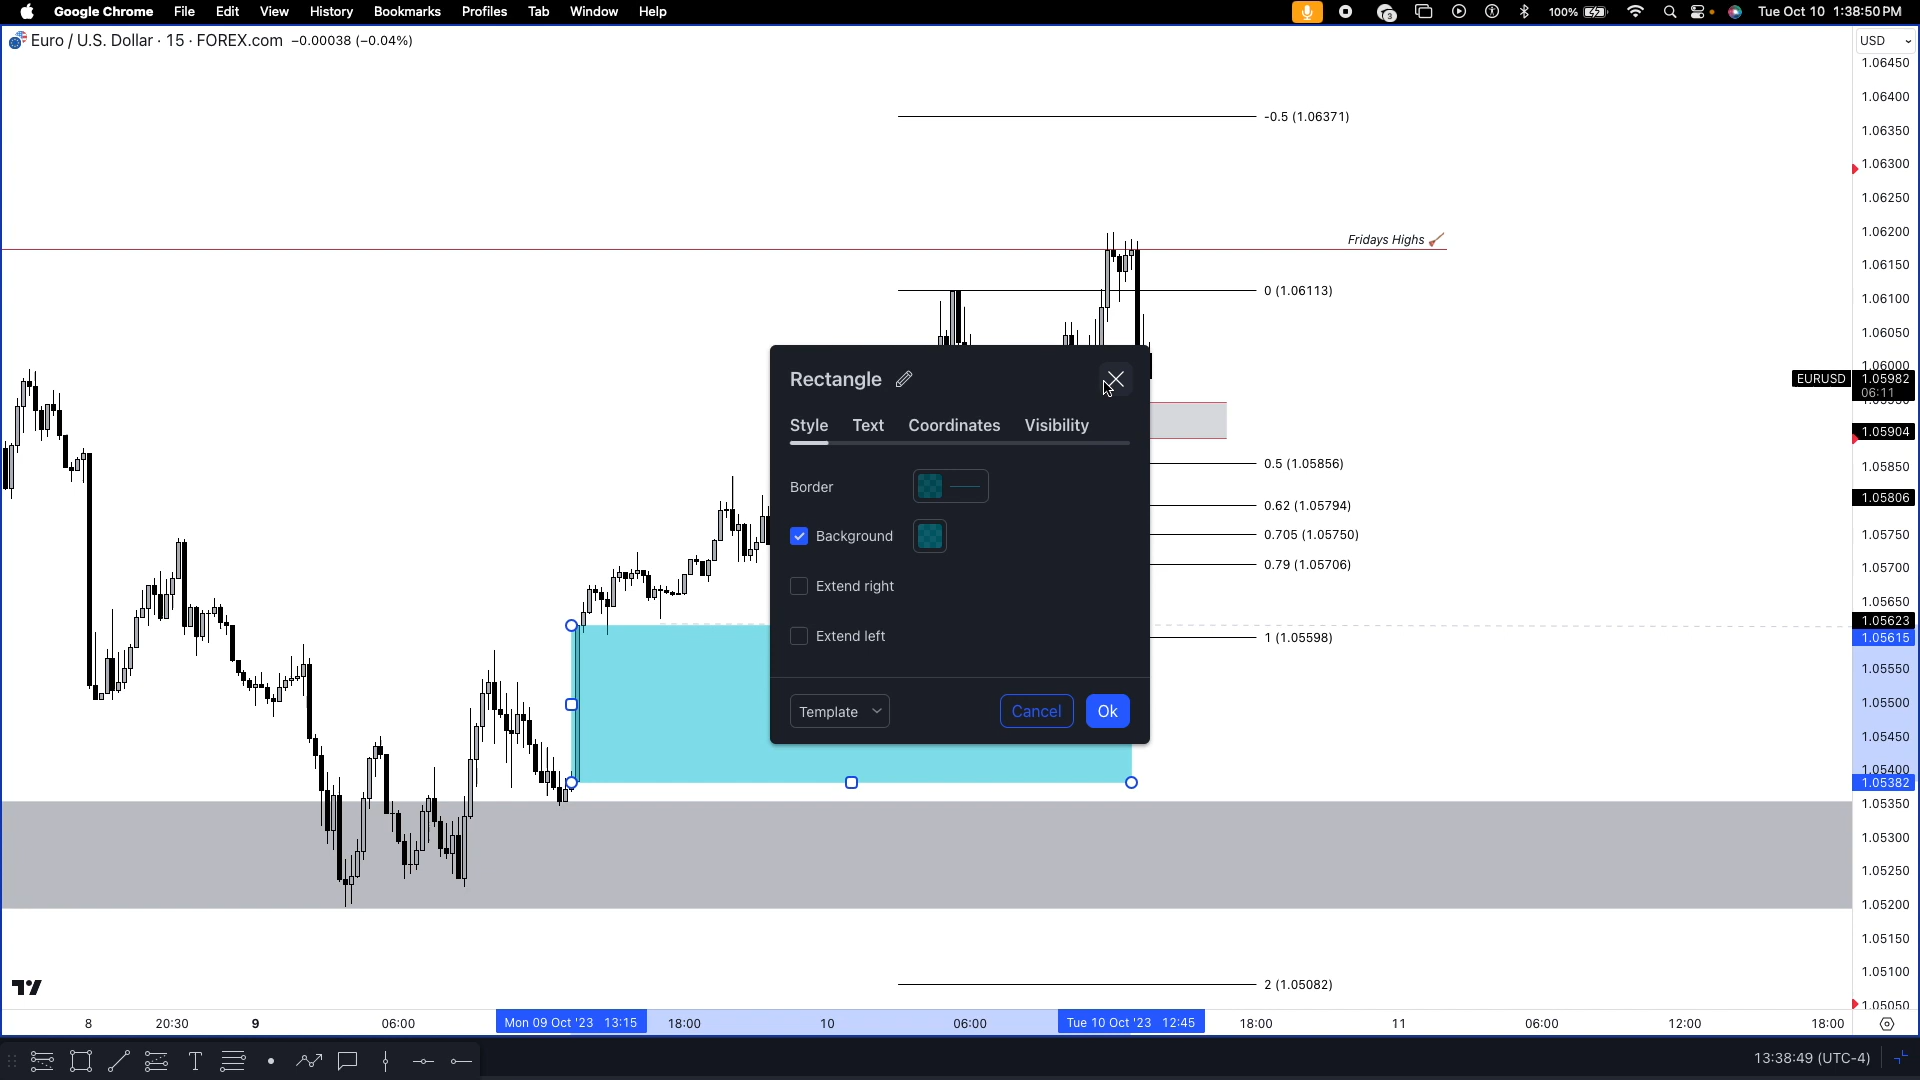 Google Chrome File Edit View History Bookmarks Profiles Tab Window Help 3 100% Tue Oct 10 1:38:50 PM
Euro / U.S. Dollar · 15 · FOREX.com −0.00038 (−0.04%)
USD
1.06450
1.06400
-0.5 (1.06371)
1.06350
1.06300
1.06250
Fridays Highs
1.06200
1.06150
0 (1.06113)
1.06100
1.06050
1.06000
EURUSD 1.05982
06:11
Rectangle
Style Text Coordinates Visibility
1.05904
0.5 (1.05856)
1.05850
Border
1.05806
0.62 (1.05794)
Background
0.705 (1.05750)
1.05750
0.79 (1.05706)
1.05700
Extend right
1.05650
1.05623
Extend left
1 (1.05598)
1.05615
1.05550
1.05500
Template Cancel Ok
1.05450
1.05400
1.05382
1.05350
1.05300
1.05250
1.05200
1.05150
1.05100
2 (1.05082)
1.05050
8 20:30 9 06:00 Mon 09 Oct '23 13:15 18:00 10 06:00 Tue 10 Oct '23 12:45 18:00 11 06:00 12:00 18:00
13:38:49 (UTC-4)